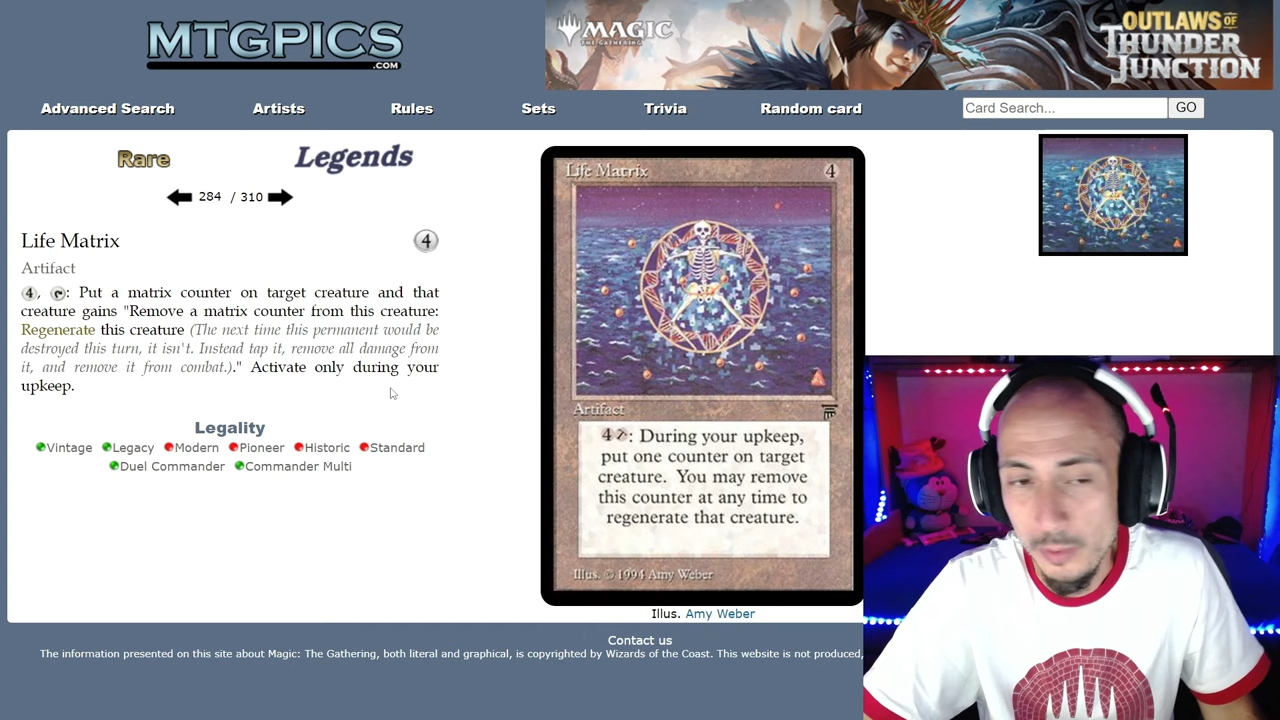 MTGPICS
.COM
MAGIC
THE GATHERING
OUTLAWS OF
THUNDER
JUNCTION
Advanced Search Artists Rules Sets Trivia Random card Card Search... GO
Rare Legends
284 / 310
Life Matrix 4
Artifact
4, : Put a matrix counter on target creature and that
creature gains "Remove a matrix counter from this creature:
Regenerate this creature (The next time this permanent would be
destroyed this turn, it isn't. Instead tap it, remove all damage from
it, and remove it from combat.)." Activate only during your
upkeep.
Legality
Vintage Legacy Modern Pioneer Historic Standard
Duel Commander Commander Multi
Life Matrix 4
Artifact
4 : During your upkeep,
put one counter on target
creature. You may remove
this counter at any time to
regenerate that creature.
Illus. © 1994 Amy Weber
Illus. Amy Weber
Contact us
The information presented on this site about Magic: The Gathering, both literal and graphical, is copyrighted by Wizards of the Coast. This website is not produced,